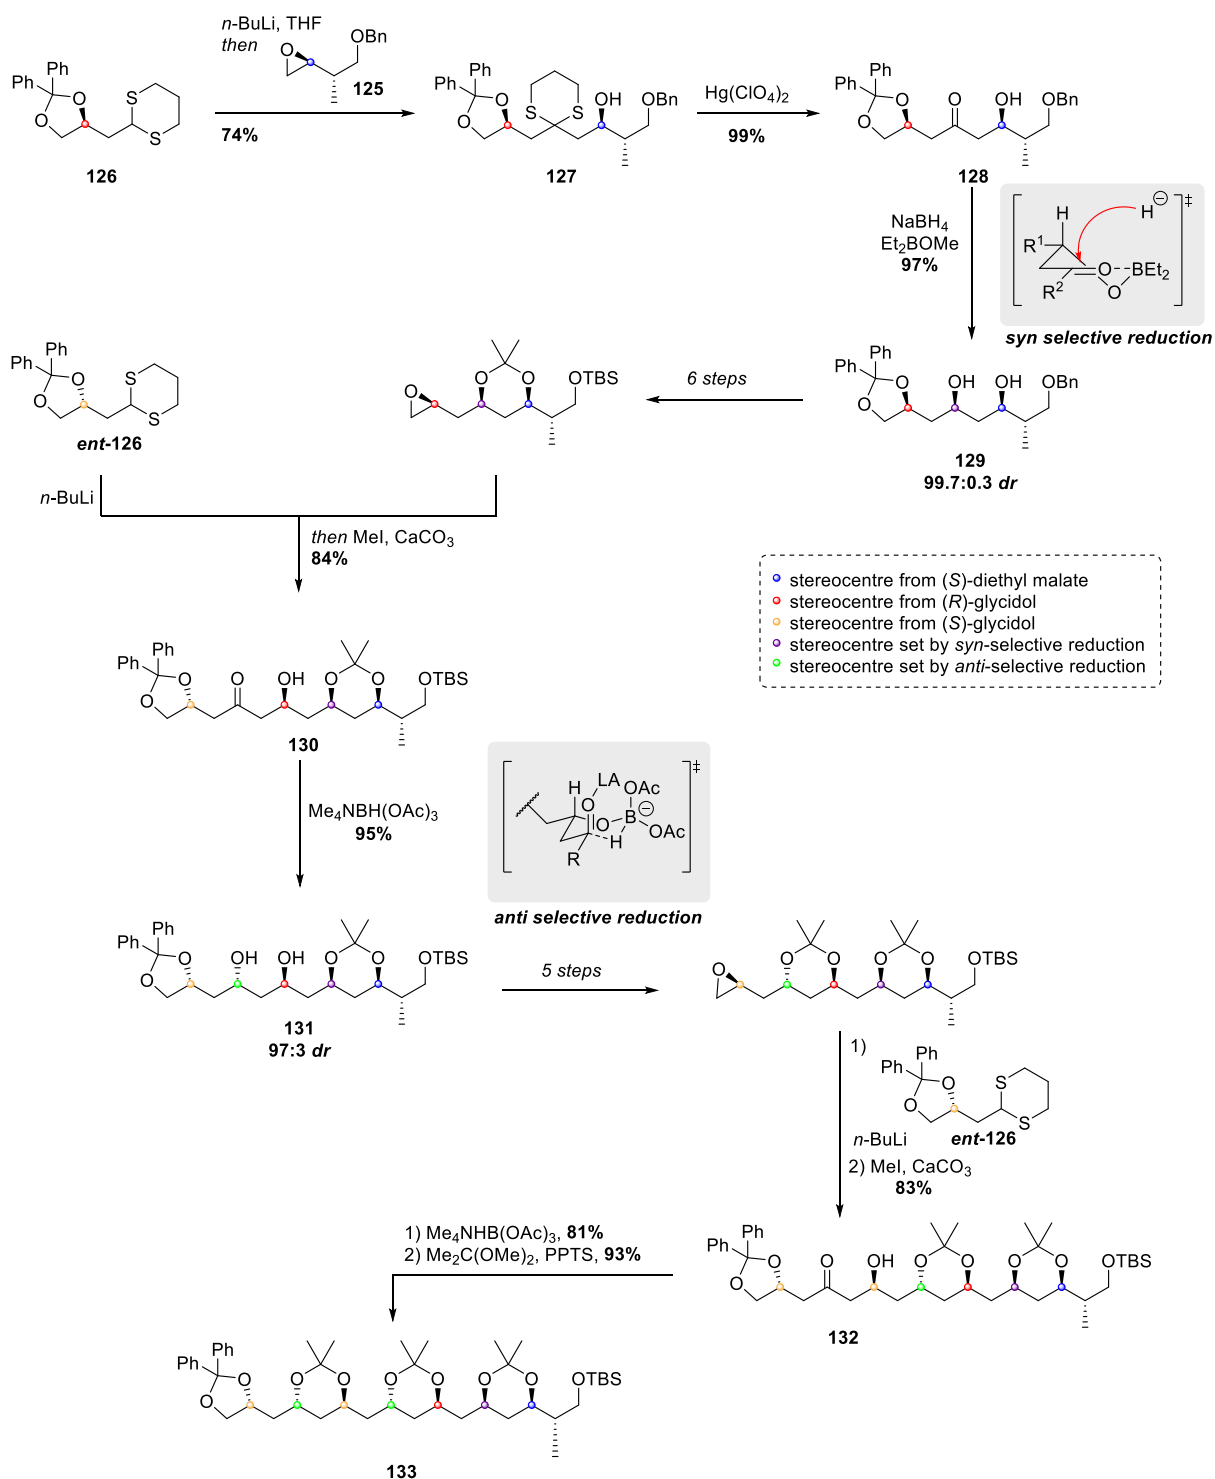 n-BuLi, THF
then
O
OBn
125
74%
Ph
Ph
O
O
S
S
126
Ph
Ph
O
O
S
S
OH
OBn
127
Hg(ClO4)2
99%
Ph
Ph
O
O
O
OH
OBn
128
NaBH4
Et2BOMe
97%
H
H
⊖
‡
R1
O
BEt2
R2
O
syn selective reduction
Ph
Ph
O
O
S
S
ent-126
O
O
O
OTBS
6 steps
Ph
Ph
O
O
OH
OH
OBn
129
99.7:0.3 dr
n-BuLi
then MeI, CaCO3
84%
stereocentre from (S)-diethyl malate
stereocentre from (R)-glycidol
stereocentre from (S)-glycidol
stereocentre set by syn-selective reduction
stereocentre set by anti-selective reduction
Ph
Ph
O
O
O
OH
O
O
OTBS
130
Me4NBH(OAc)3
95%
LA
H
O
OAc
⊖
O
B
H
OAc
R
‡
anti selective reduction
Ph
Ph
O
O
OH
OH
O
O
OTBS
131
97:3 dr
5 steps
O
O
O
O
O
OTBS
1)
Ph
Ph
O
O
S
S
ent-126
n-BuLi
2) MeI, CaCO3
83%
1) Me4NHB(OAc)3, 81%
2) Me2C(OMe)2, PPTS, 93%
Ph
Ph
O
O
O
OH
O
O
O
O
OTBS
132
Ph
Ph
O
O
O
O
O
O
O
O
OTBS
133